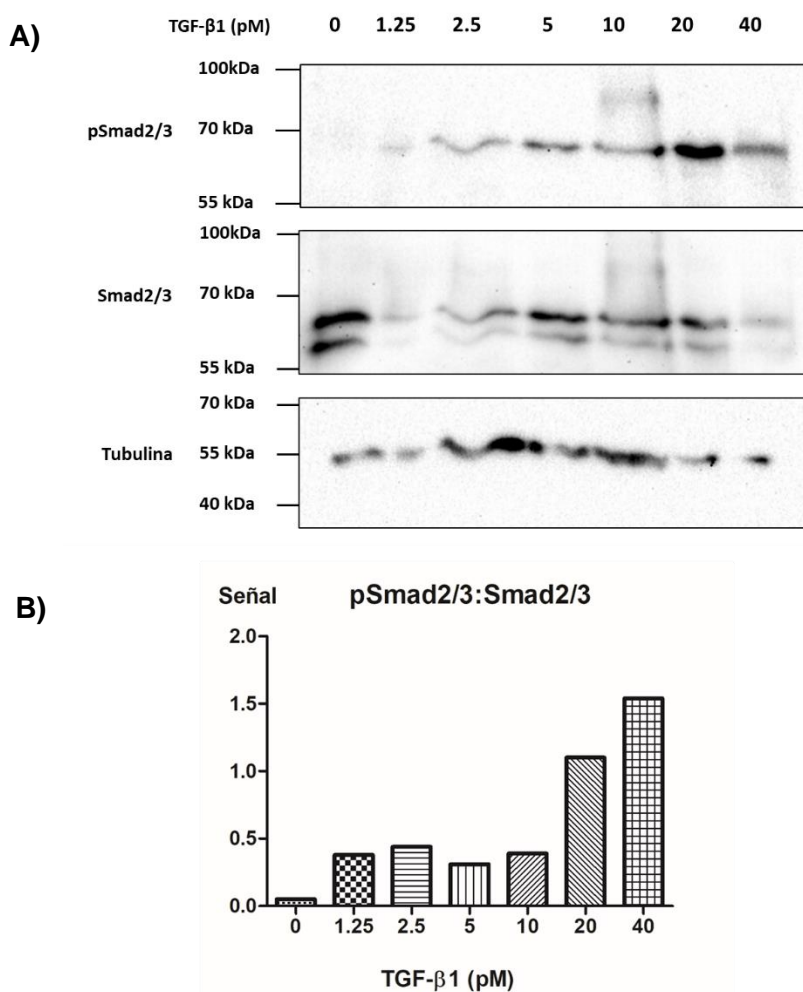 A)
TGF-β1 (pM) 0 1.25 2.5 5 10 20 40
100kDa
pSmad2/3 70 kDa
55 kDa
100kDa
Smad2/3 70 kDa
55 kDa
70 kDa
Tubulina 55 kDa
40 kDa
B)
Señal pSmad2/3:Smad2/3
2.0
1.5
1.0
0.5
0.0
0 1.25 2.5 5 10 20 40
TGF-β1 (pM)